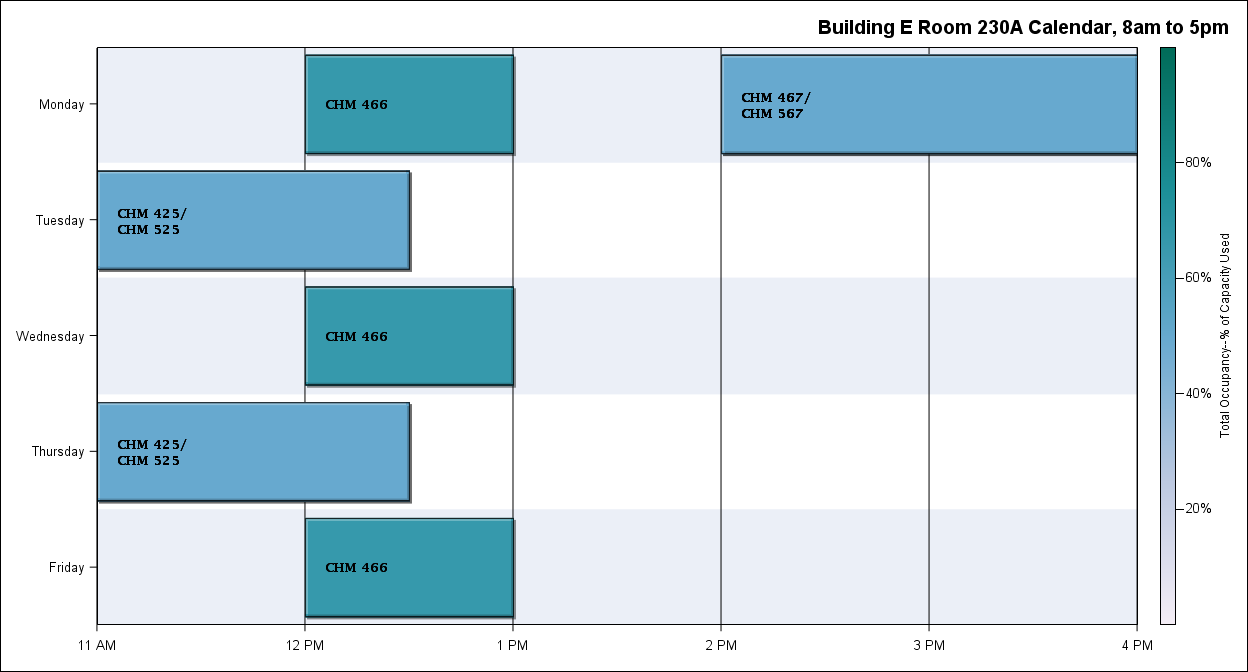 Building E Room 230A Calendar, 8am to 5pm
Monday
CHM 466
CHM 467/
CHM 567
Tuesday
CHM 425/
CHM 525
Wednesday
CHM 466
Thursday
CHM 425/
CHM 525
Friday
CHM 466
11 AM
12 PM
1 PM
2 PM
3 PM
4 PM
80%
60%
40%
20%
Total Occupancy--% of Capacity Used